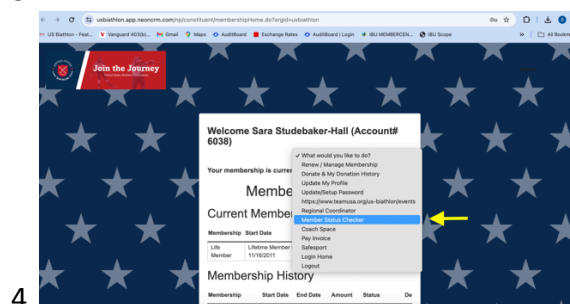 usbiathlon.app.neoncrm.com/np/constituent/membershipHome.do?orgId=usbiathlon
US Biathlon - Feat... Vanguard 403(b)... Gmail Maps AuditBoard Exchange Rates AuditBoard | Login IBU MEMBERCEN... IBU Scope » All Bookm
Join the Journey
Welcome Sara Studebaker-Hall (Account#
6038)
✓ What would you like to do?
Renew / Manage Membership
Donate & My Donation History
Update My Profile
Update/Setup Password
https://www.teamusa.org/us-biathlon/events
Regional Coordinator
Member Status Checker
Coach Space
Pay Invoice
Safesport
Login Home
Logout
Your membership is curre
Membe
Current Member
Membership Start Date
Life Lifetime Member
Member 11/16/2011
Membership History
Membership Start Date End Date Amount Status De
4